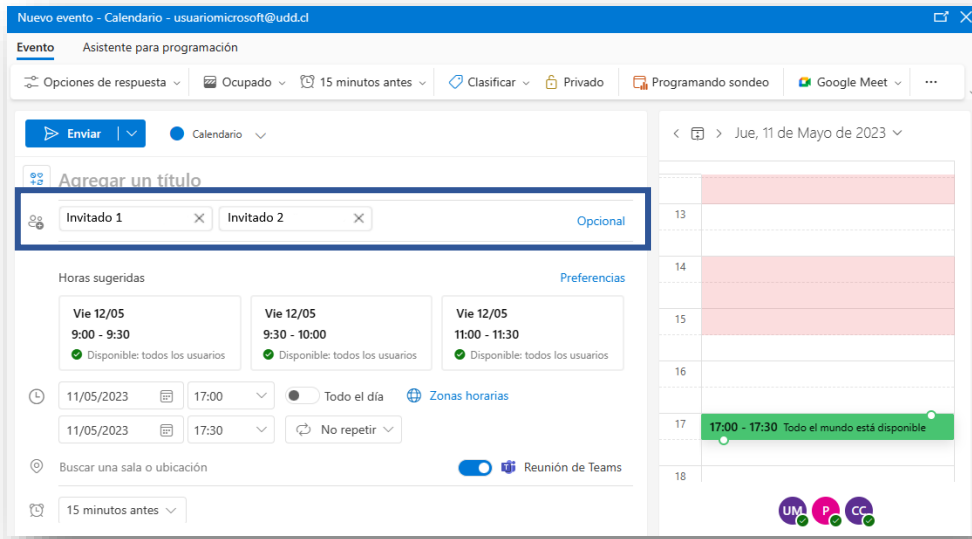 Nuevo evento - Calendario - usuariomicrosoft@udd.cl
Evento Asistente para programación
Opciones de respuesta Ocupado 15 minutos antes Clasificar Privado Programando sondeo Google Meet ...
Enviar Calendario
Jue, 11 de Mayo de 2023
Agregar un título
Invitado 1 Invitado 2 Opcional
Horas sugeridas Preferencias
Vie 12/05 Vie 12/05 Vie 12/05
9:00 - 9:30 9:30 - 10:00 11:00 - 11:30
Disponible: todos los usuarios Disponible: todos los usuarios Disponible: todos los usuarios
11/05/2023 17:00 Todo el día Zonas horarias
11/05/2023 17:30 No repetir
Buscar una sala o ubicación Reunión de Teams
15 minutos antes
13
14
15
16
17 17:00 - 17:30 Todo el mundo está disponible
18
UM P CC